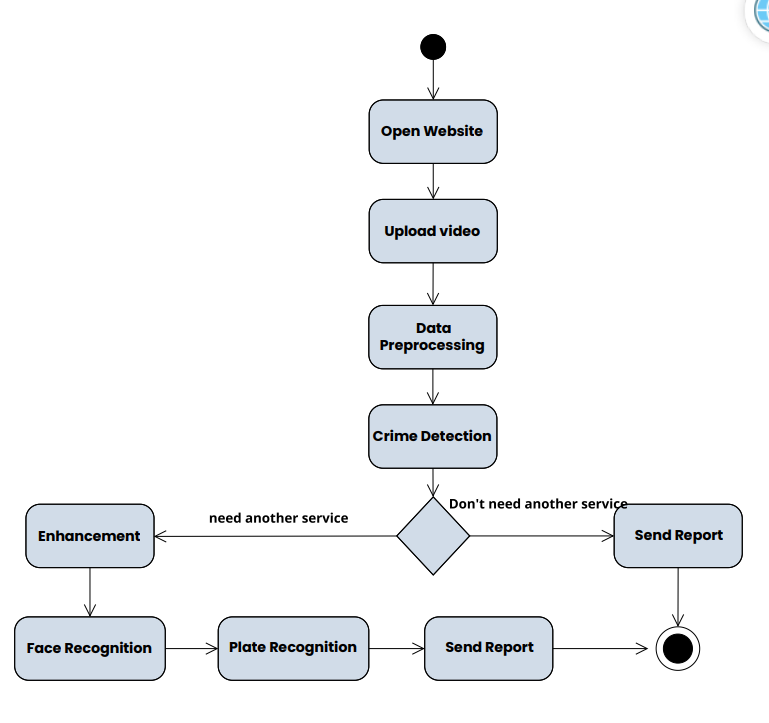 Open Website
Upload video
Data
Preprocessing
Crime Detection
Don't need another service
need another service
Enhancement
Send Report
Face Recognition
Plate Recognition
Send Report